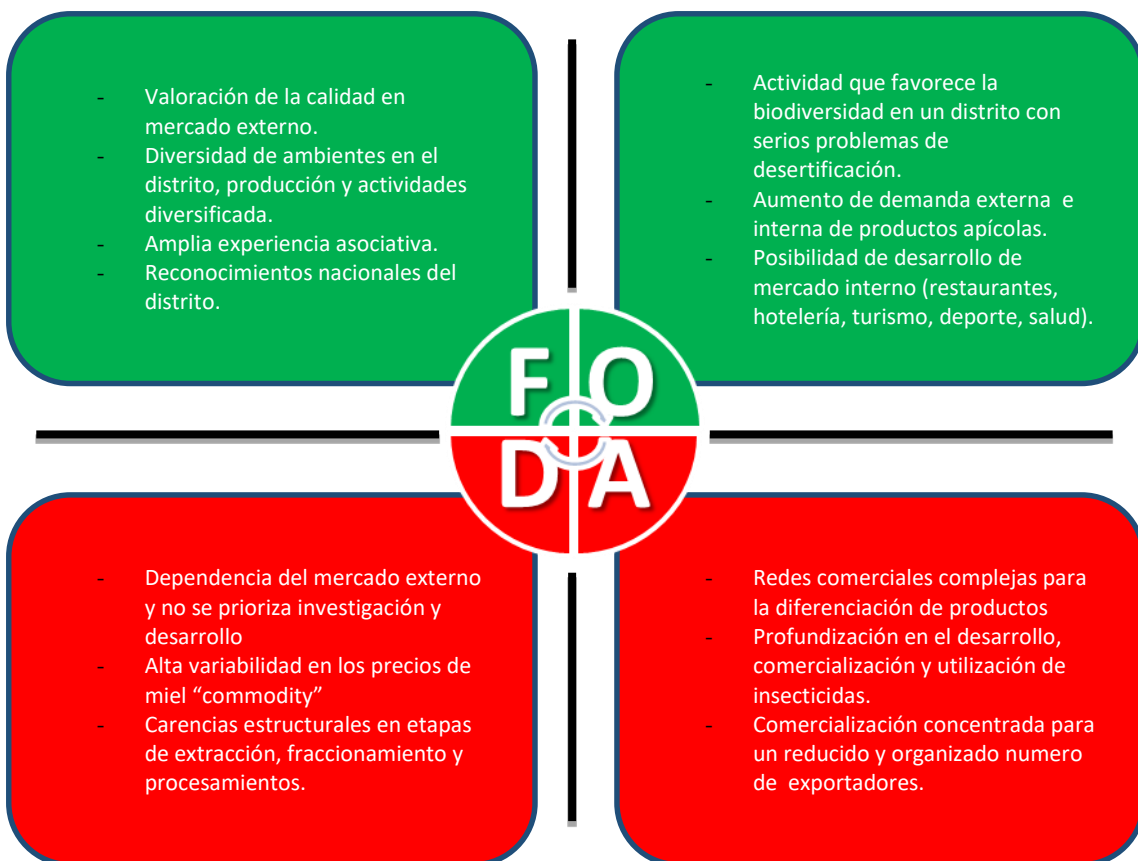 - Valoración de la calidad en
mercado externo.
- Diversidad de ambientes en el
distrito, producción y actividades
diversificada.
- Amplia experiencia asociativa.
- Reconocimientos nacionales del
distrito.
- Actividad que favorece la
biodiversidad en un distrito con
serios problemas de
desertificación.
- Aumento de demanda externa e
interna de productos apícolas.
- Posibilidad de desarrollo de
mercado interno (restaurantes,
hotelería, turismo, deporte, salud).
F O
D A
- Dependencia del mercado externo
y no se prioriza investigación y
desarrollo
- Alta variabilidad en los precios de
miel “commodity”
- Carencias estructurales en etapas
de extracción, fraccionamiento y
procesamientos.
- Redes comerciales complejas para
la diferenciación de productos
- Profundización en el desarrollo,
comercialización y utilización de
insecticidas.
- Comercialización concentrada para
un reducido y organizado numero
de exportadores.